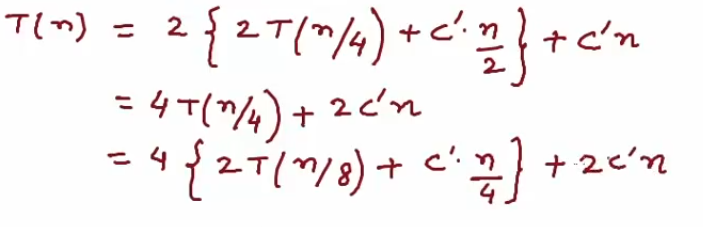 T(n) = 2 { 2T(n/4) + c'. n/2 } + c'n
= 4T(n/4) + 2c'n
= 4 { 2T(n/8) + c'. n/4 } + 2c'n